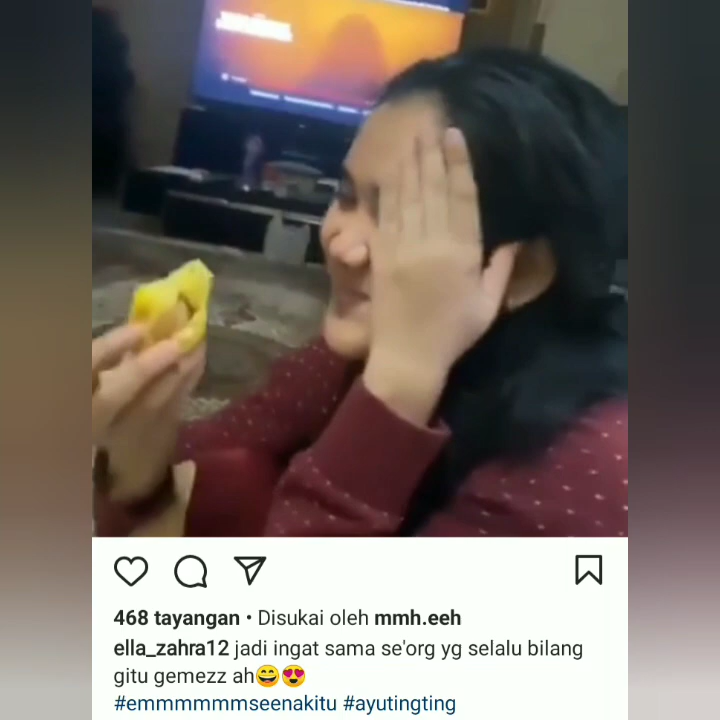 468 tayangan • Disukai oleh mmh.eeh
ella_zahra12 jadi ingat sama se'org yg selalu bilang
gitu gemezz ah😄😍
#emmmmmmseenakitu #ayutingting